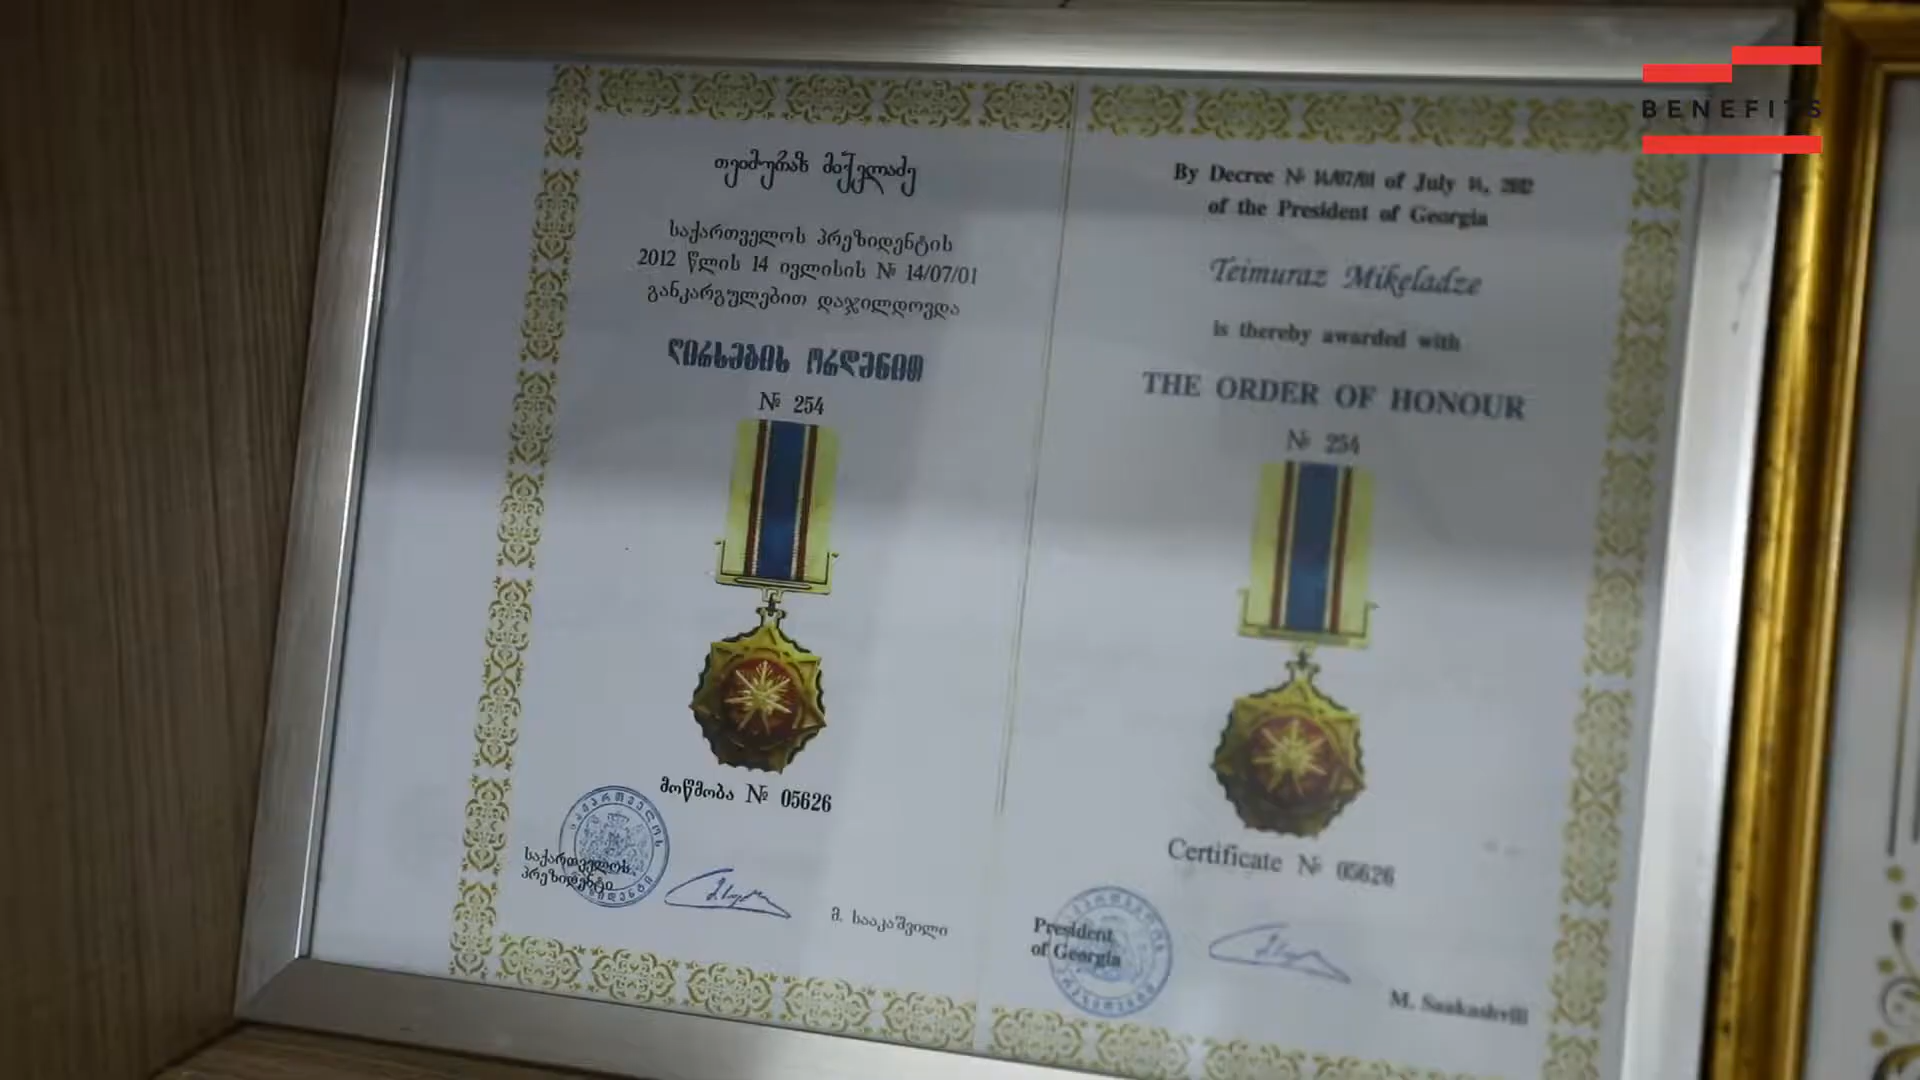 თეიმურაზ მიქელაძე
საქართველოს პრეზიდენტის
2012 წლის 14 ივლისის № 14/07/01
განკარგულებით დაჯილდოვდა
ღირსების ორდენით
№ 254
მოწმობა № 05626
საქართველოს
პრეზიდენტი
მ. სააკაშვილი
By Decree № 14/07/01 of July 14, 2012
of the President of Georgia
Teimuraz Mikeladze
is thereby awarded with
THE ORDER OF HONOUR
№ 254
Certificate № 05626
President
of Georgia
M. Saakashvili
BENEFITS